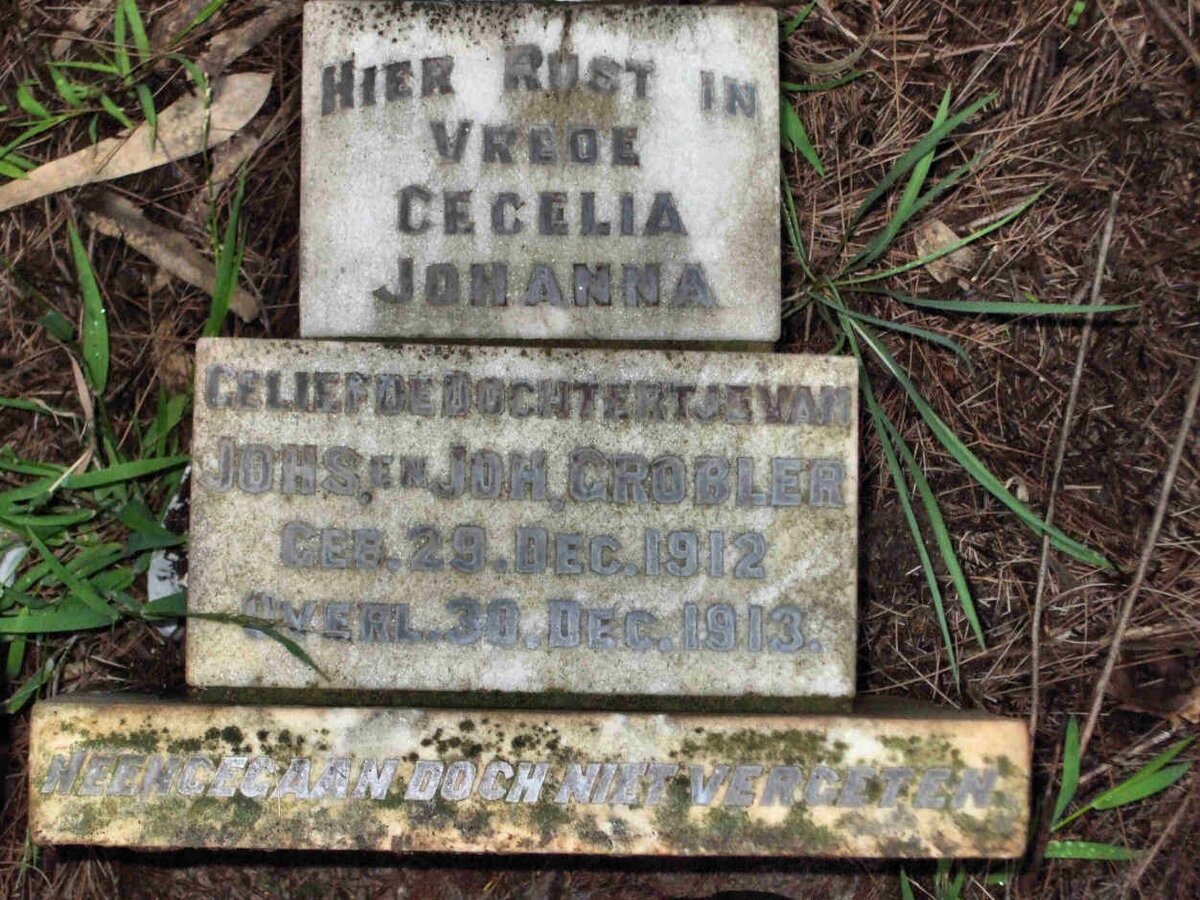 HIER RUST IN
VREDE
CECELIA
JOHANNA
GELIEFDE DOCHTERTJE VAN
JOHS, EN JOH, GROBLER
GEB. 29. DEC. 1912
OVERL. 30. DEC. 1913.
HEENGEGAAN DOCH NIET VERGETEN